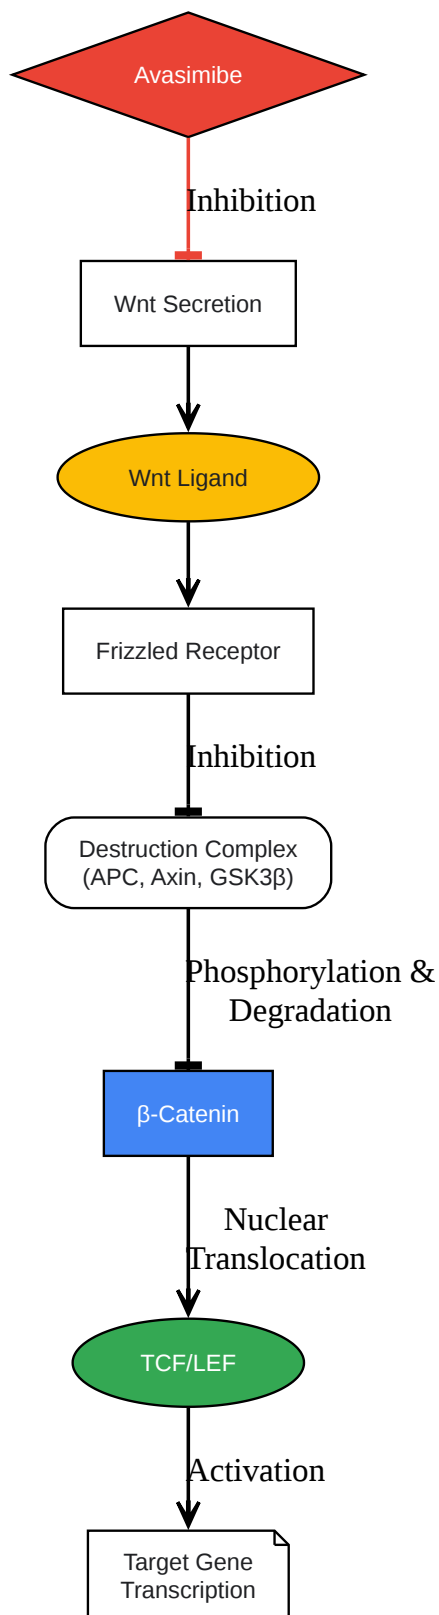 Avasimibe
Inhibition
Wnt Secretion
Wnt Ligand
Frizzled Receptor
Inhibition
Destruction Complex
(APC, Axin, GSK3β)
Phosphorylation &
Degradation
β-Catenin
Nuclear
Translocation
TCF/LEF
Activation
Target Gene
Transcription